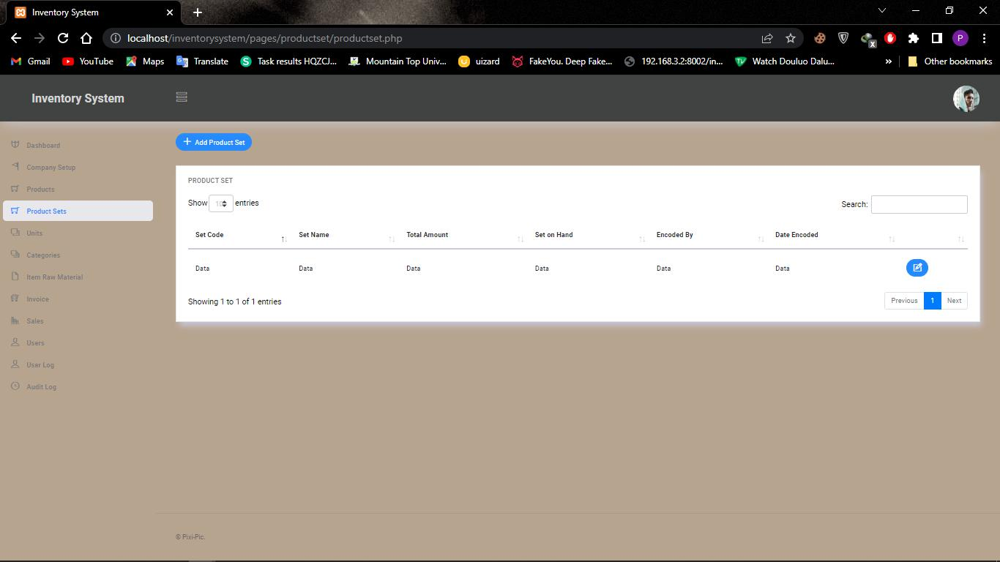 Inventory System
localhost/inventorysystem/pages/productset/productset.php
P
Gmail YouTube Maps Translate Task results HQZCJ... Mountain Top Univ... uizard FakeYou. Deep Fake... 192.168.3.2:8002/in... Watch Douluo Dalu... » Other bookmarks
Inventory System
Dashboard
Company Setup
Products
Product Sets
Units
Categories
Item Raw Material
Invoice
Sales
Users
User Log
Audit Log
+ Add Product Set
PRODUCT SET
Show 10 entries Search:
Set Code Set Name Total Amount Set on Hand Encoded By Date Encoded
Data Data Data Data Data Data
Showing 1 to 1 of 1 entries Previous 1 Next
© Pixi-Pic.